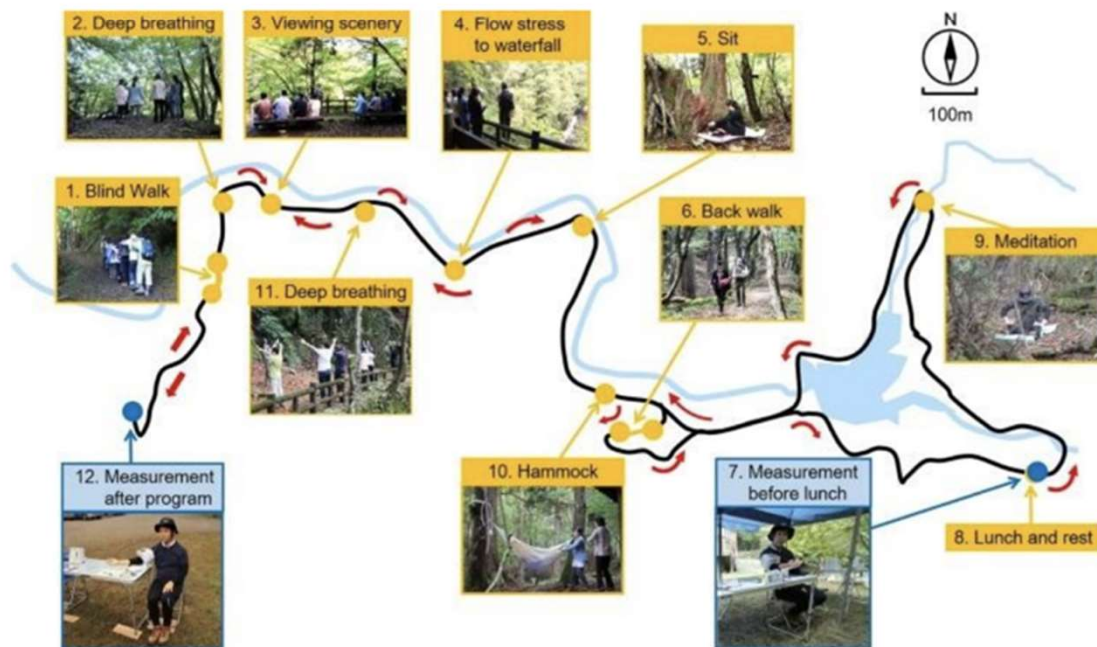 2. Deep breathing
3. Viewing scenery
4. Flow stress
to waterfall
5. Sit
N
100m
1. Blind Walk
6. Back walk
9. Meditation
11. Deep breathing
12. Measurement
after program
10. Hammock
7. Measurement
before lunch
8. Lunch and rest